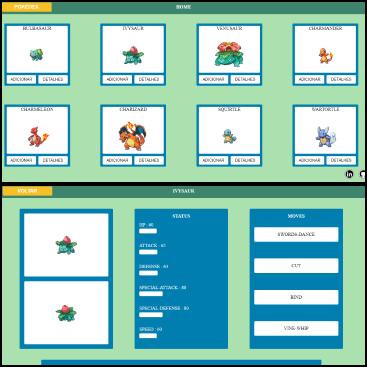 POKEDEX
HOME
BULBASAUR
IVYSAUR
VENUSAUR
CHARMANDER
ADICIONAR
DETALHES
ADICIONAR
DETALHES
ADICIONAR
DETALHES
ADICIONAR
DETALHES
CHARMELEON
CHARIZARD
SQUIRTLE
WARTORTLE
ADICIONAR
DETALHES
ADICIONAR
DETALHES
ADICIONAR
DETALHES
ADICIONAR
DETALHES
in
VOLTAR
IVYSAUR
STATUS
HP : 60
ATTACK : 62
DEFENSE : 63
SPECIAL-ATTACK : 80
SPECIAL-DEFENSE : 80
SPEED : 60
MOVES
SWORDS-DANCE
CUT
BIND
VINE-WHIP